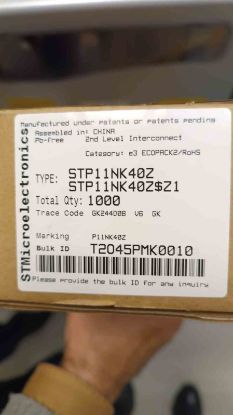 STMicroelectronics
Manufactured under patents or patents pending
Assembled in: CHINA
Pb-free 2nd Level Interconnect
Category: e3 ECOPACK2/RoHS
TYPE: STP11NK40Z
STP11NK40Z$Z1
Total Qty: 1000
Trace Code GK24400B V6 GK
Marking P11NK40Z
Bulk ID T2045PMK0010
Please provide the bulk ID for any inquiry